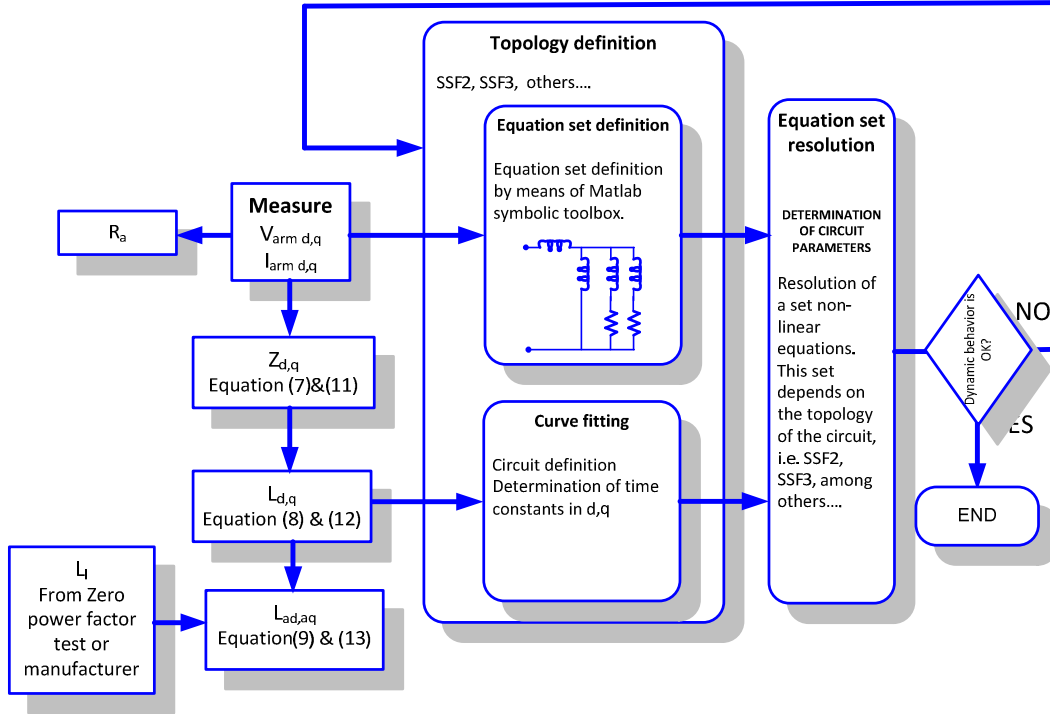 Topology definition
SSF2, SSF3, others....
Equation set definition
Equation set definition
by means of Matlab
symbolic toolbox.
Equation set
resolution
DETERMINATION
OF CIRCUIT
PARAMETERS
Resolution of
a set non-
linear
equations.
This set
depends on
the topology
of the circuit,
i.e. SSF2,
SSF3, among
others....
Measure
Varm d,q
Iarm d,q
Ra
Zd,q
Equation (7)&(11)
Ld,q
Equation (8) & (12)
Curve fitting
Circuit definition
Determination of time
constants in d,q
Ll
From Zero
power factor
test or
manufacturer
Lad,aq
Equation(9) & (13)
Dynamic behavior is
OK?
NO
ES
END